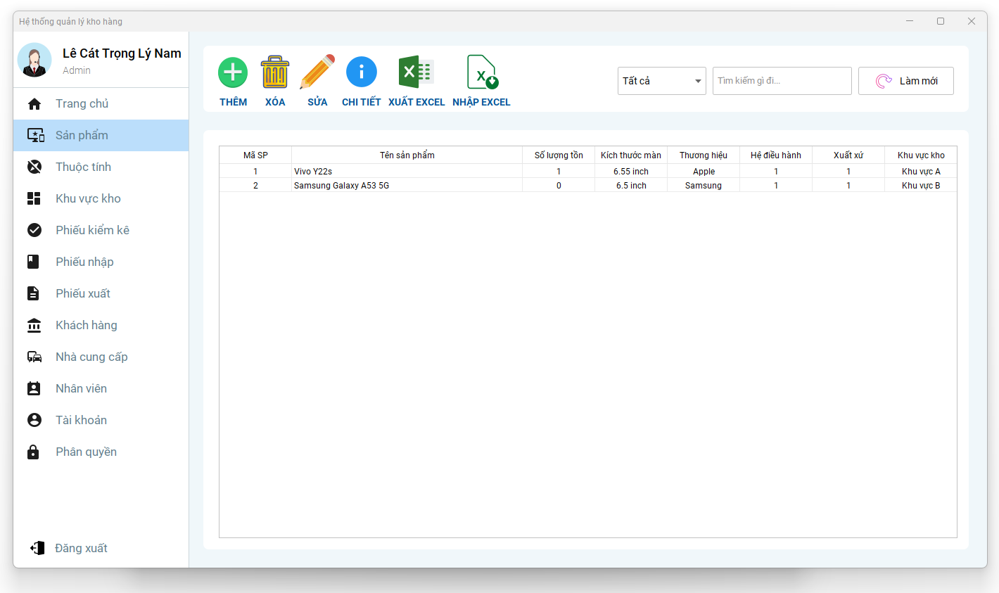 Hệ thống quản lý kho hàng
Lê Cát Trọng Lý Nam
Admin
Trang chủ
Sản phẩm
Thuộc tính
Khu vực kho
Phiếu kiểm kê
Phiếu nhập
Phiếu xuất
Khách hàng
Nhà cung cấp
Nhân viên
Tài khoản
Phân quyền
Đăng xuất
THÊM XÓA SỬA CHI TIẾT XUẤT EXCEL NHẬP EXCEL
Tất cả Tìm kiếm gì đi... Làm mới
Mã SP Tên sản phẩm Số lượng tồn Kích thước màn Thương hiệu Hệ điều hành Xuất xứ Khu vực kho
1 Vivo Y22s 1 6.55 inch Apple 1 1 Khu vực A
2 Samsung Galaxy A53 5G 0 6.5 inch Samsung 1 1 Khu vực B